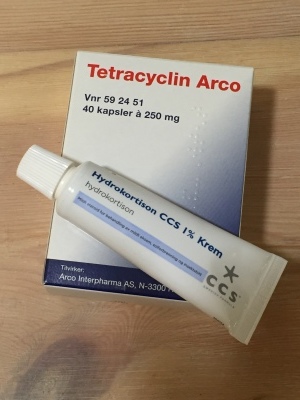 Tetracyclin Arco
Vnr 59 24 51
40 kapsler à 250 mg
Hydrokortison CCS 1% Krem
hydrokortison
CCS
Tilvirker:
Arco Interpharma AS, N-3300